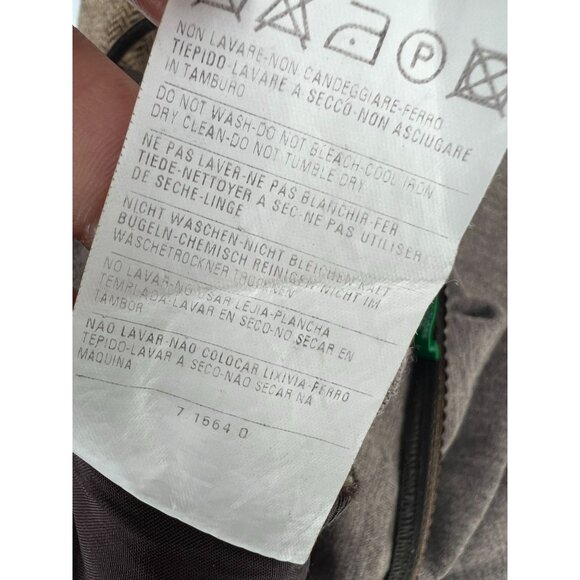 P
NON LAVARE-NON CANDEGGIARE-FERRO
TIEPIDO-LAVARE A SECCO-NON ASCIUGARE
IN TAMBURO
DO NOT WASH-DO NOT BLEACH-COOL IRON
DRY CLEAN-DO NOT TUMBLE DRY
NE PAS LAVER-NE PAS BLANCHIR-FER
TIEDE-NETTOYER A SEC-NE PAS UTILISER
DE SECHE-LINGE
NICHT WASCHEN-NICHT BLEICHEN KALT
BUGELN-CHEMISCH REINIGEN NICHT IM
WASCHETROCKNER TROCKNEN
NO LAVAR-NO USAR LEJIA-PLANCHA
TEMPLADA-LAVAR EN SECO-NO SECAR EN
TAMBOR
NÃO LAVAR-NÃO COLOCAR LIXIVIA-FERRO
TEPIDO-LAVAR A SECO-NÃO SECAR NA
MAQUINA
7 1564 0